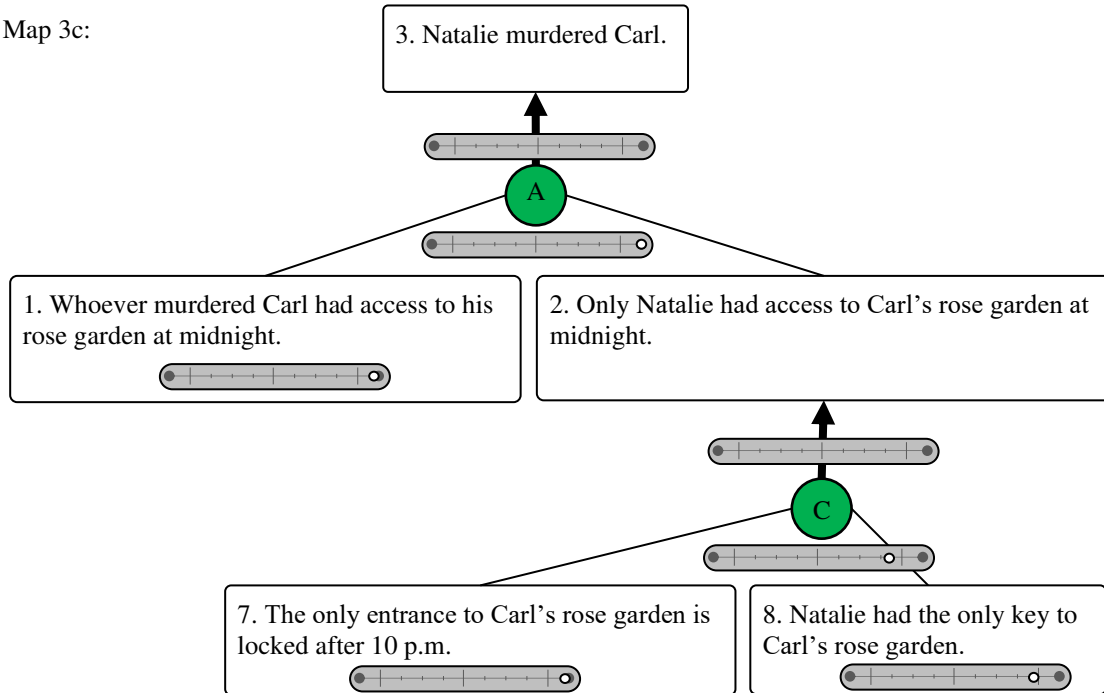 Map 3c:
3. Natalie murdered Carl.
A
1. Whoever murdered Carl had access to his
rose garden at midnight.
2. Only Natalie had access to Carl’s rose garden at
midnight.
C
7. The only entrance to Carl’s rose garden is
locked after 10 p.m.
8. Natalie had the only key to
Carl’s rose garden.